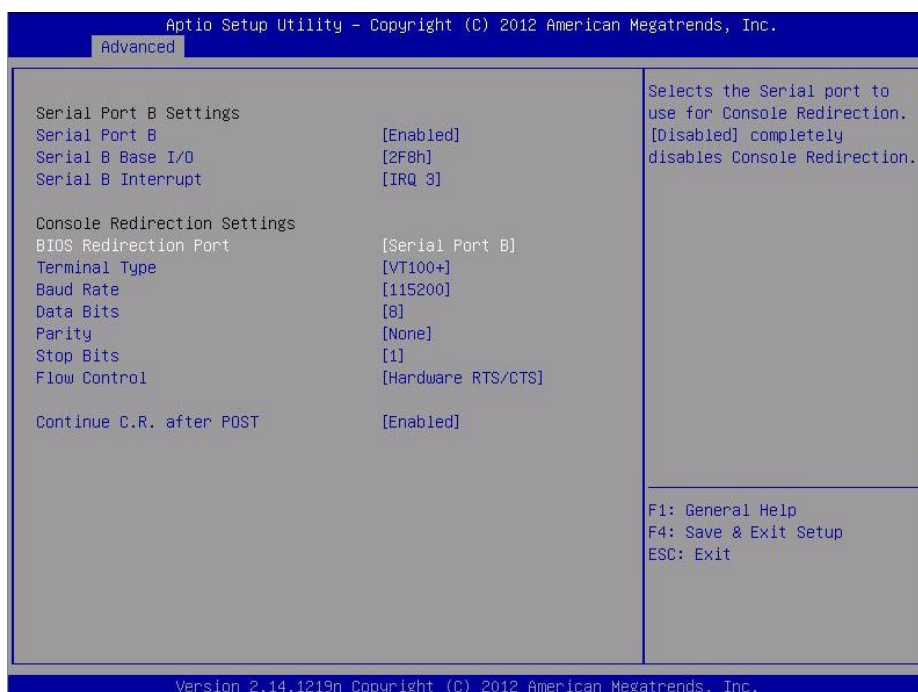 Aptio Setup Utility – Copyright (C) 2012 American Megatrends, Inc.
Advanced
Serial Port B Settings
Serial Port B [Enabled]
Serial B Base I/O [2F8h]
Serial B Interrupt [IRQ 3]
Console Redirection Settings
BIOS Redirection Port [Serial Port B]
Terminal Type [VT100+]
Baud Rate [115200]
Data Bits [8]
Parity [None]
Stop Bits [1]
Flow Control [Hardware RTS/CTS]
Continue C.R. after POST [Enabled]
Selects the Serial port to
use for Console Redirection.
[Disabled] completely
disables Console Redirection.
F1: General Help
F4: Save & Exit Setup
ESC: Exit
Version 2.14.1219n Copyright (C) 2012 American Megatrends, Inc.